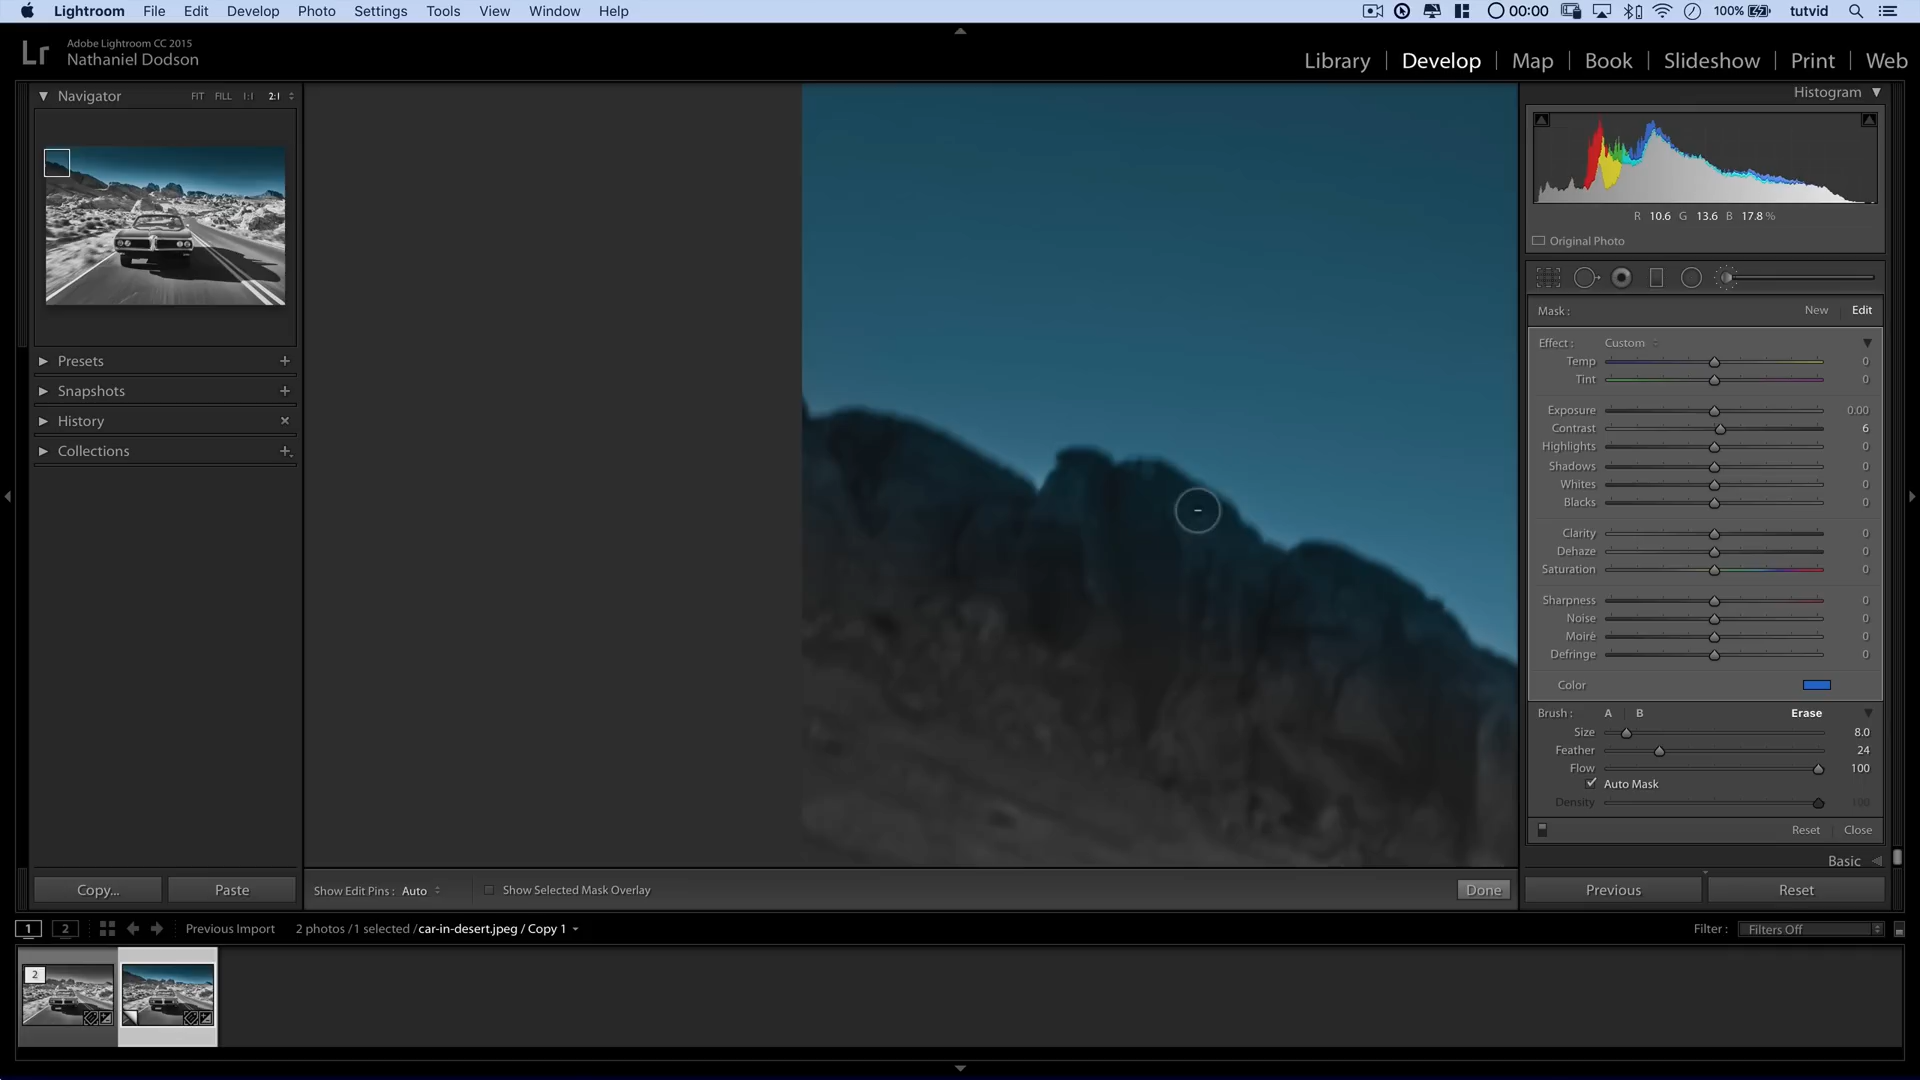 Lightroom File Edit Develop Photo Settings Tools View Window Help 00:00 100% tutvid
Lr Adobe Lightroom CC 2015
Nathaniel Dodson
Library | Develop | Map | Book | Slideshow | Print | Web
Navigator FIT FILL 1:1 2:1
Histogram
R 10.6 G 13.6 B 17.8 %
Original Photo
Mask : New Edit
Effect : Custom
Temp 0
Tint 0
Exposure 0.00
Contrast 6
Highlights 0
Shadows 0
Whites 0
Blacks 0
Clarity 0
Dehaze 0
Saturation 0
Sharpness 0
Noise 0
Moiré 0
Defringe 0
Color
Brush : A B Erase
Size 8.0
Feather 24
Flow 100
Auto Mask
Density 100
Reset Close
Basic
Presets
Snapshots
History
Collections
Copy... Paste
Show Edit Pins : Auto Show Selected Mask Overlay Done
Previous Reset
1 2 Previous Import 2 photos /1 selected /car-in-desert.jpeg / Copy 1
Filter : Filters Off
2